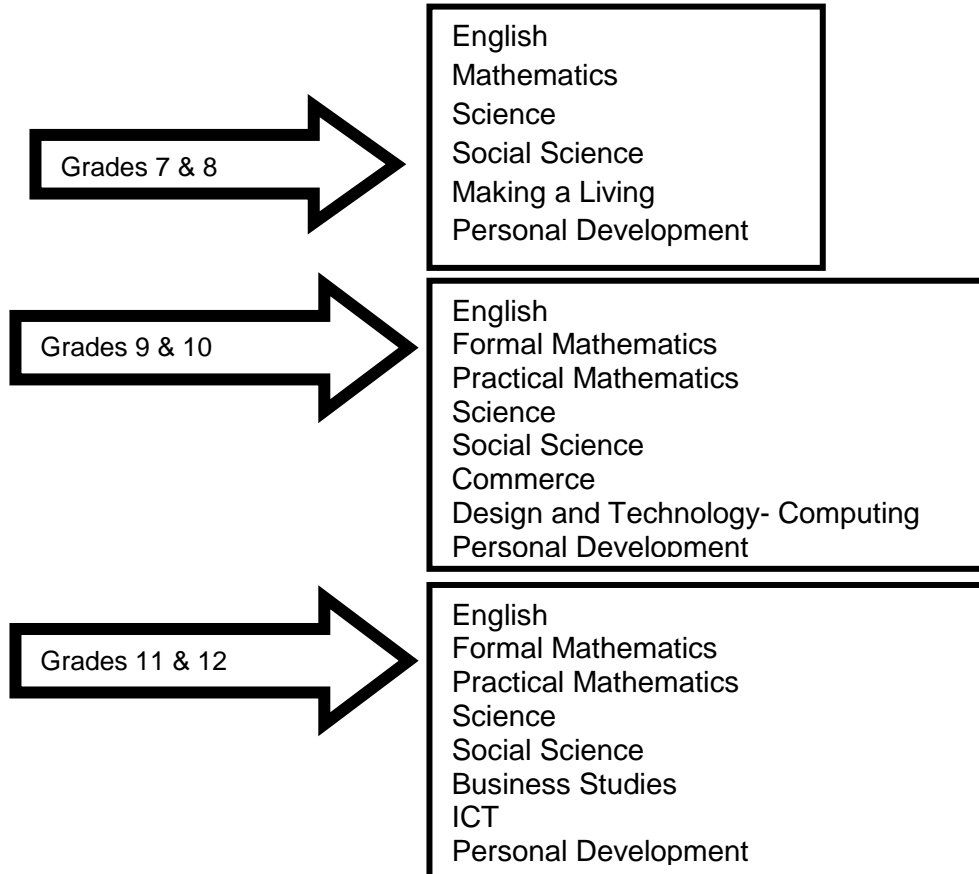 Grades 7 & 8
English
Mathematics
Science
Social Science
Making a Living
Personal Development
Grades 9 & 10
English
Formal Mathematics
Practical Mathematics
Science
Social Science
Commerce
Design and Technology- Computing
Personal Development
Grades 11 & 12
English
Formal Mathematics
Practical Mathematics
Science
Social Science
Business Studies
ICT
Personal Development